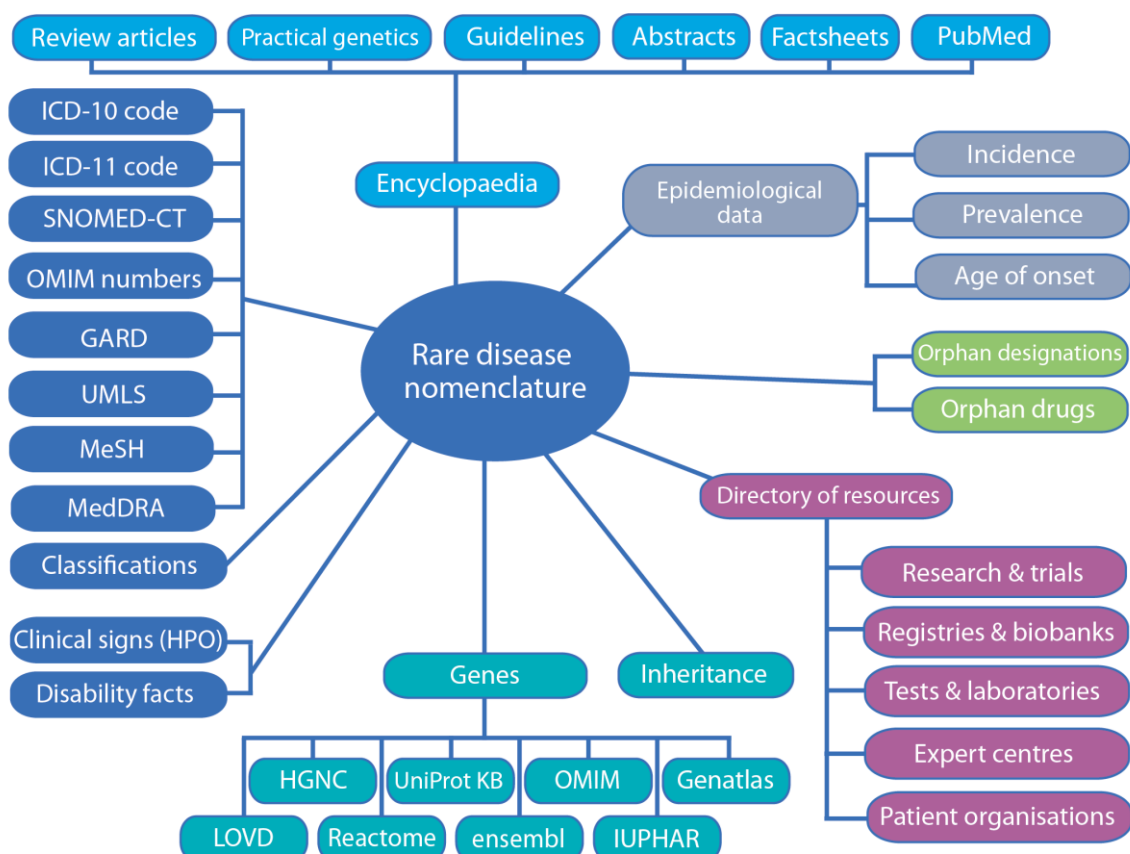 Review articles
Practical genetics
Guidelines
Abstracts
Factsheets
PubMed
ICD-10 code
ICD-11 code
SNOMED-CT
OMIM numbers
GARD
UMLS
MeSH
MedDRA
Classifications
Clinical signs (HPO)
Disability facts
Encyclopaedia
Epidemiological
data
Incidence
Prevalence
Age of onset
Rare disease
nomenclature
Orphan designations
Orphan drugs
Directory of resources
Research & trials
Registries & biobanks
Tests & laboratories
Expert centres
Patient organisations
Genes
Inheritance
HGNC
UniProt KB
OMIM
Genatlas
LOVD
Reactome
ensembl
IUPHAR